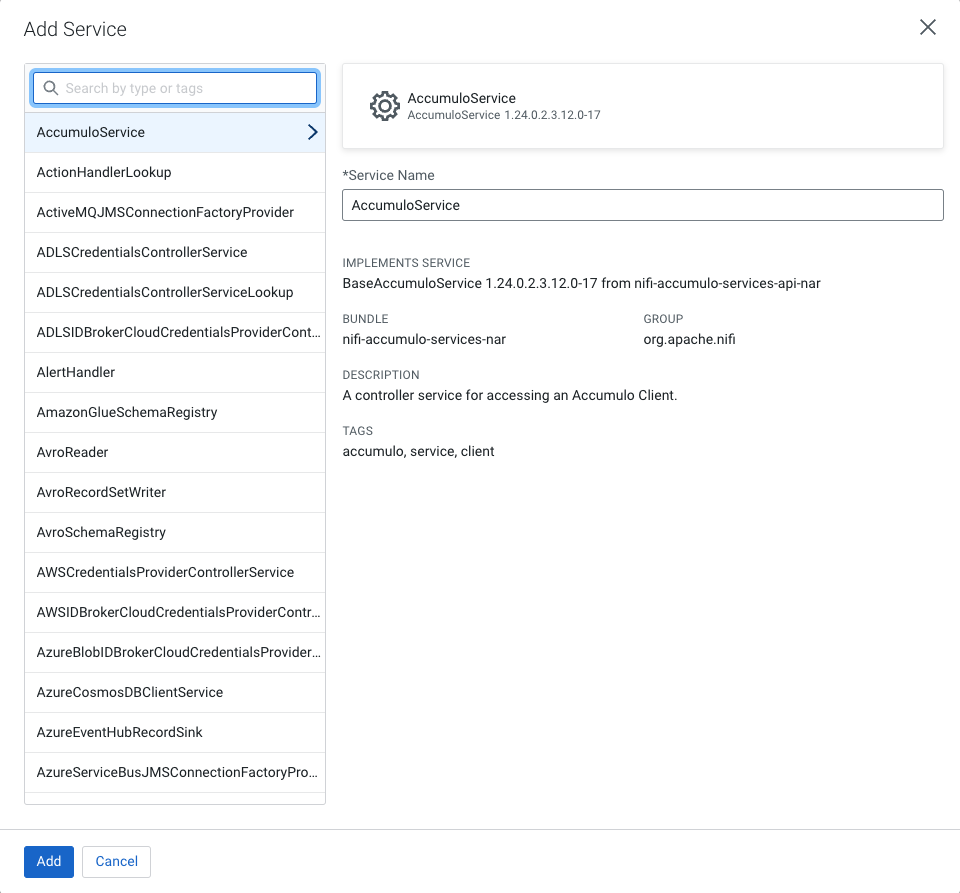 Add Service
Search by type or tags
AccumuloService
ActionHandlerLookup
ActiveMQJMSConnectionFactoryProvider
ADLSCredentialsControllerService
ADLSCredentialsControllerServiceLookup
ADLSIDBrokerCloudCredentialsProviderCont...
AlertHandler
AmazonGlueSchemaRegistry
AvroReader
AvroRecordSetWriter
AvroSchemaRegistry
AWSCredentialsProviderControllerService
AWSIDBrokerCloudCredentialsProviderContr...
AzureBlobIDBrokerCloudCredentialsProvider...
AzureCosmosDBClientService
AzureEventHubRecordSink
AzureServiceBusJMSConnectionFactoryPro...
AccumuloService
AccumuloService 1.24.0.2.3.12.0-17
*Service Name
AccumuloService
IMPLEMENTS SERVICE
BaseAccumuloService 1.24.0.2.3.12.0-17 from nifi-accumulo-services-api-nar
BUNDLE
nifi-accumulo-services-nar
GROUP
org.apache.nifi
DESCRIPTION
A controller service for accessing an Accumulo Client.
TAGS
accumulo, service, client
Add
Cancel